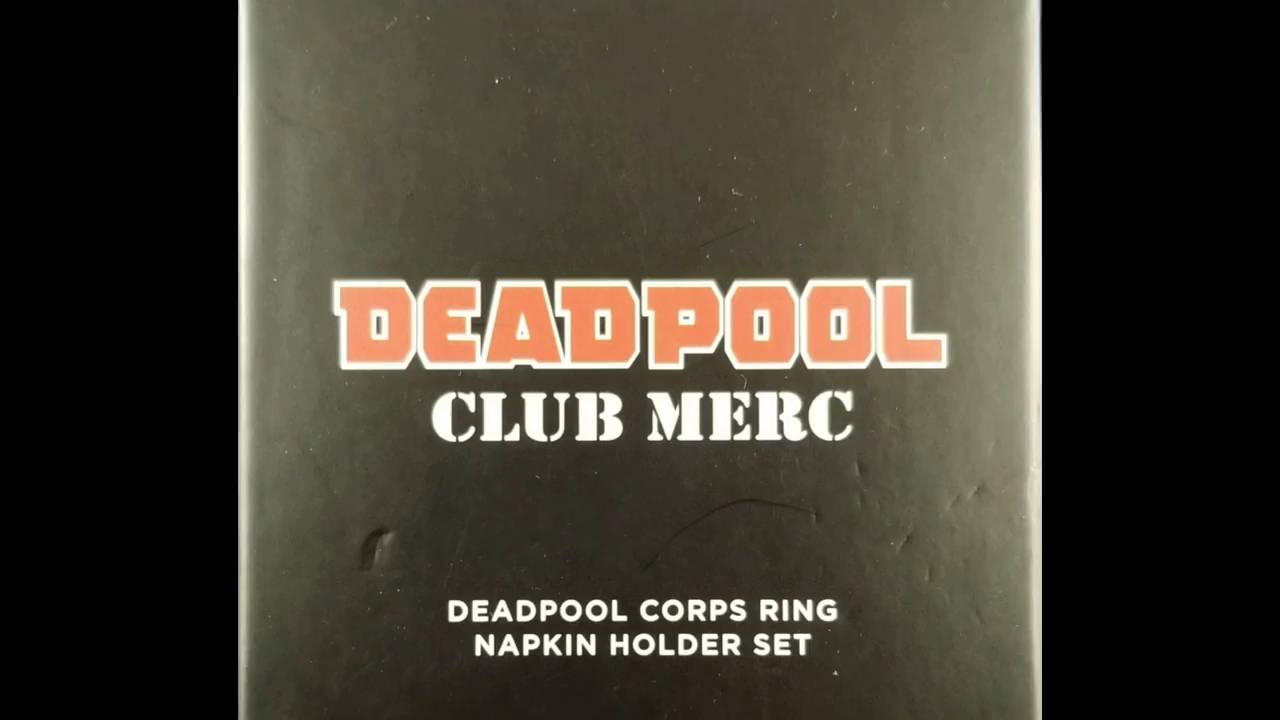 DEADPOOL
CLUB MERC
DEADPOOL CORPS RING
NAPKIN HOLDER SET